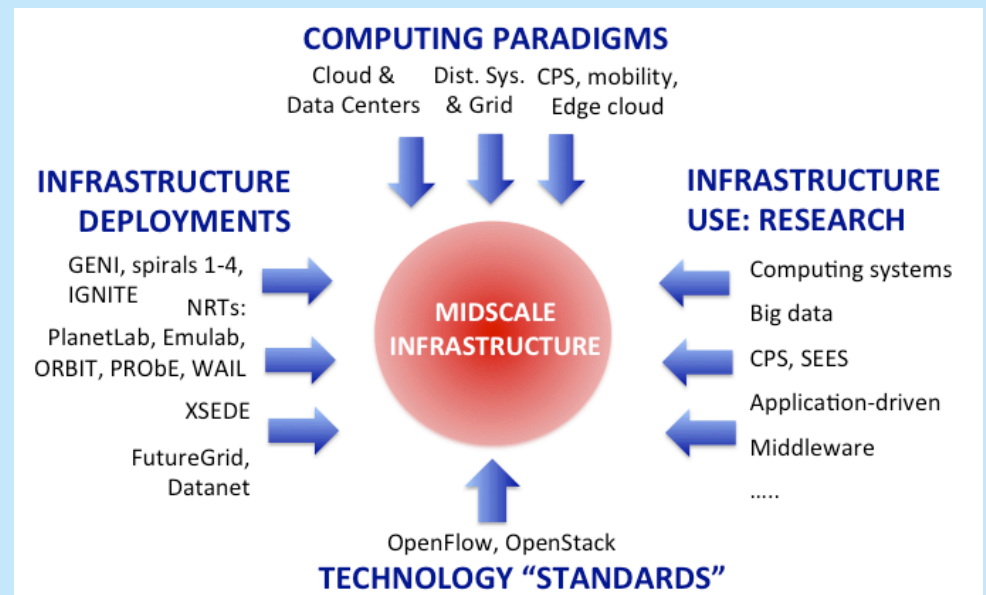 COMPUTING PARADIGMS
Cloud &
Data Centers
Dist. Sys.
& Grid
CPS, mobility,
Edge cloud
INFRASTRUCTURE
DEPLOYMENTS
GENI, spirals 1-4,
IGNITE
NRTs:
PlanetLab, Emulab,
ORBIT, PRObE, WAIL
XSEDE
FutureGrid,
Datanet
MIDSCALE
INFRASTRUCTURE
INFRASTRUCTURE
USE: RESEARCH
Computing systems
Big data
CPS, SEES
Application-driven
Middleware
.....
OpenFlow, OpenStack
TECHNOLOGY “STANDARDS”